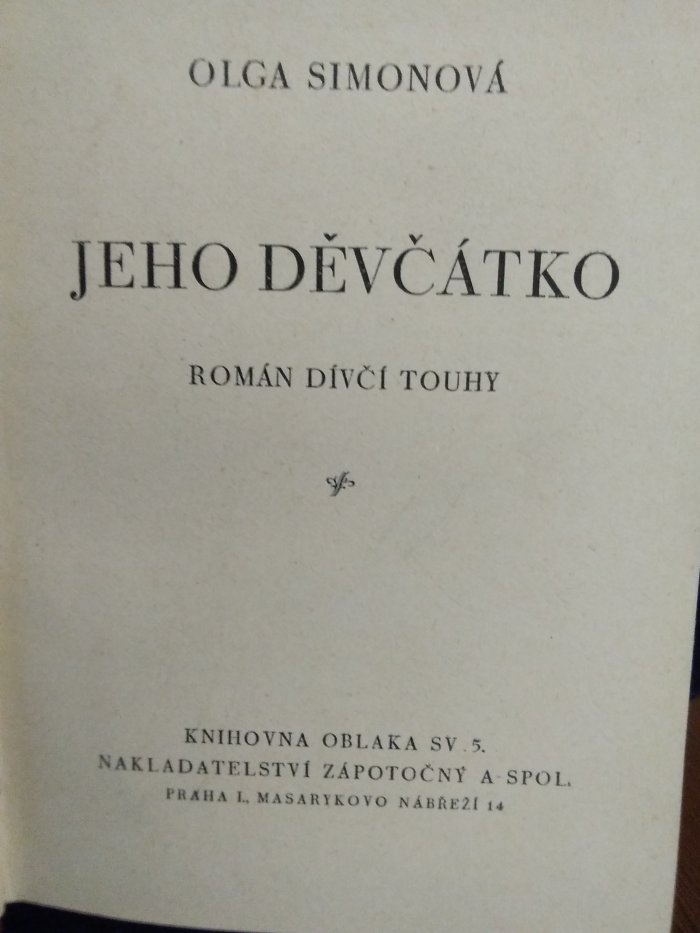 OLGA SIMONOVÁ
JEHO DĚVČÁTKO
ROMÁN DÍVČÍ TOUHY
KNIHOVNA OBLAKA SV. 5.
NAKLADATELSTVÍ ZÁPOTOČNÝ A SPOL.
PRAHA I., MASARYKOVO NÁBŘEŽÍ 14